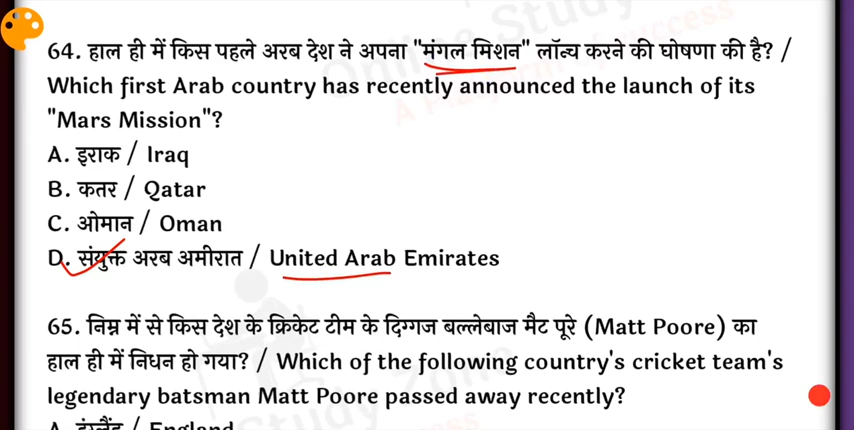 64. हाल ही में किस पहले अरब देश ने अपना "मंगल मिशन" लॉन्च करने की घोषणा की है? /
Which first Arab country has recently announced the launch of its
"Mars Mission"?
A. इराक / Iraq
B. कतर / Qatar
C. ओमान / Oman
D. संयुक्त अरब अमीरात / United Arab Emirates
65. निम्न में से किस देश के क्रिकेट टीम के दिग्गज बल्लेबाज मैट पूरे (Matt Poore) का
हाल ही में निधन हो गया? / Which of the following country's cricket team's
legendary batsman Matt Poore passed away recently?
A. इंग्लैंड / England